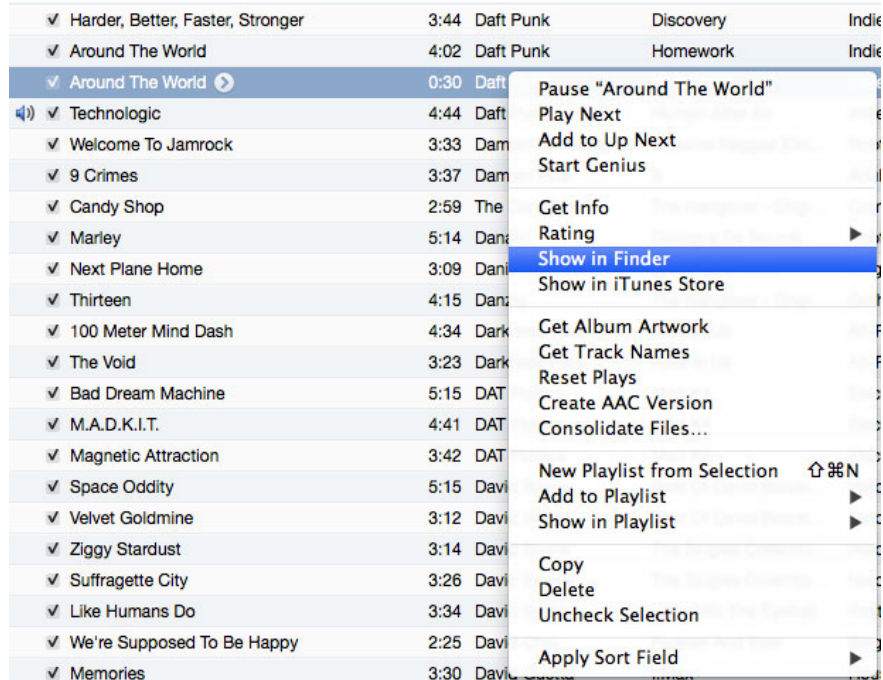 Harder, Better, Faster, Stronger 3:44 Daft Punk Discovery Indie
Around The World 4:02 Daft Punk Homework Indie
Around The World 0:30 Daft
Technologic 4:44 Daft
Welcome To Jamrock 3:33 Dam
9 Crimes 3:37 Dam
Candy Shop 2:59 The
Marley 5:14 Dana
Next Plane Home 3:09 Dani
Thirteen 4:15 Danz
100 Meter Mind Dash 4:34 Dark
The Void 3:23 Dark
Bad Dream Machine 5:15 DAT
M.A.D.K.I.T. 4:41 DAT
Magnetic Attraction 3:42 DAT
Space Oddity 5:15 Davi
Velvet Goldmine 3:12 Davi
Ziggy Stardust 3:14 Davi
Suffragette City 3:26 Davi
Like Humans Do 3:34 Davi
We're Supposed To Be Happy 2:25 Davi
Memories 3:30 David Guetta
Pause “Around The World”
Play Next
Add to Up Next
Start Genius
Get Info
Rating
Show in Finder
Show in iTunes Store
Get Album Artwork
Get Track Names
Reset Plays
Create AAC Version
Consolidate Files...
New Playlist from Selection ⇧⌘N
Add to Playlist
Show in Playlist
Copy
Delete
Uncheck Selection
Apply Sort Field